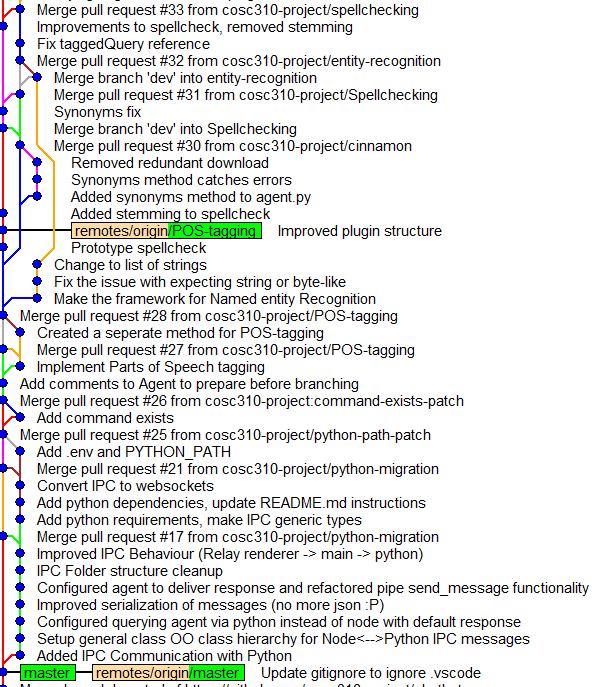 Merge pull request #33 from cosc310-project/spellchecking
Improvements to spellcheck, removed stemming
Fix taggedQuery reference
Merge pull request #32 from cosc310-project/entity-recognition
Merge branch 'dev' into entity-recognition
Merge pull request #31 from cosc310-project/Spellchecking
Synonyms fix
Merge branch 'dev' into Spellchecking
Merge pull request #30 from cosc310-project/cinnamon
Removed redundant download
Synonyms method catches errors
Added synonyms method to agent.py
Added stemming to spellcheck
remotes/origin/POS-tagging Improved plugin structure
Prototype spellcheck
Change to list of strings
Fix the issue with expecting string or byte-like
Make the framework for Named entity Recognition
Merge pull request #28 from cosc310-project/POS-tagging
Created a seperate method for POS-tagging
Merge pull request #27 from cosc310-project/POS-tagging
Implement Parts of Speech tagging
Add comments to Agent to prepare before branching
Merge pull request #26 from cosc310-project:command-exists-patch
Add command exists
Merge pull request #25 from cosc310-project/python-path-patch
Add .env and PYTHON_PATH
Merge pull request #21 from cosc310-project/python-migration
Convert IPC to websockets
Add python dependencies, update README.md instructions
Add python requirements, make IPC generic types
Merge pull request #17 from cosc310-project/python-migration
Improved IPC Behaviour (Relay renderer -> main -> python)
IPC Folder structure cleanup
Configured agent to deliver response and refactored pipe send_message functionality
Improved serialization of messages (no more json :P)
Configured querying agent via python instead of node with default response
Setup general class OO class hierarchy for Node<-->Python IPC messages
Added IPC Communication with Python
master remotes/origin/master Update gitignore to ignore .vscode